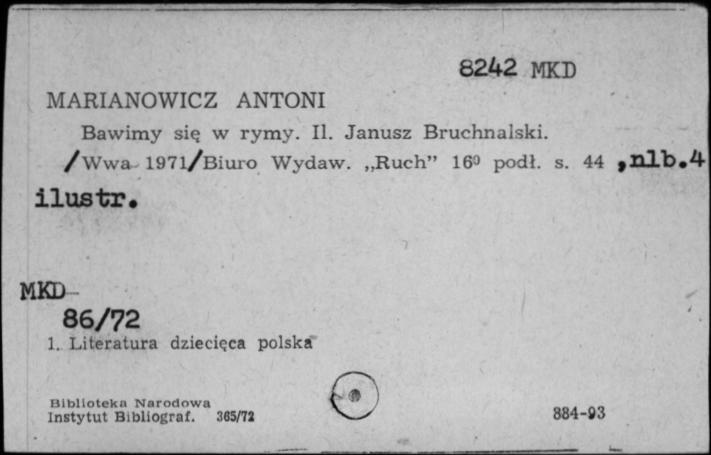 8242 MKD
MARIANOWICZ ANTONI
Bawimy się w rymy. Il. Janusz Bruchnalski.
/Wwa 1971/Biuro Wydaw. „Ruch” 16⁰ podł. s. 44 ,nlb.4
ilustr.
MKD
86/72
1. Literatura dziecięca polska
Biblioteka Narodowa
Instytut Bibliograf. 365/72
884-93